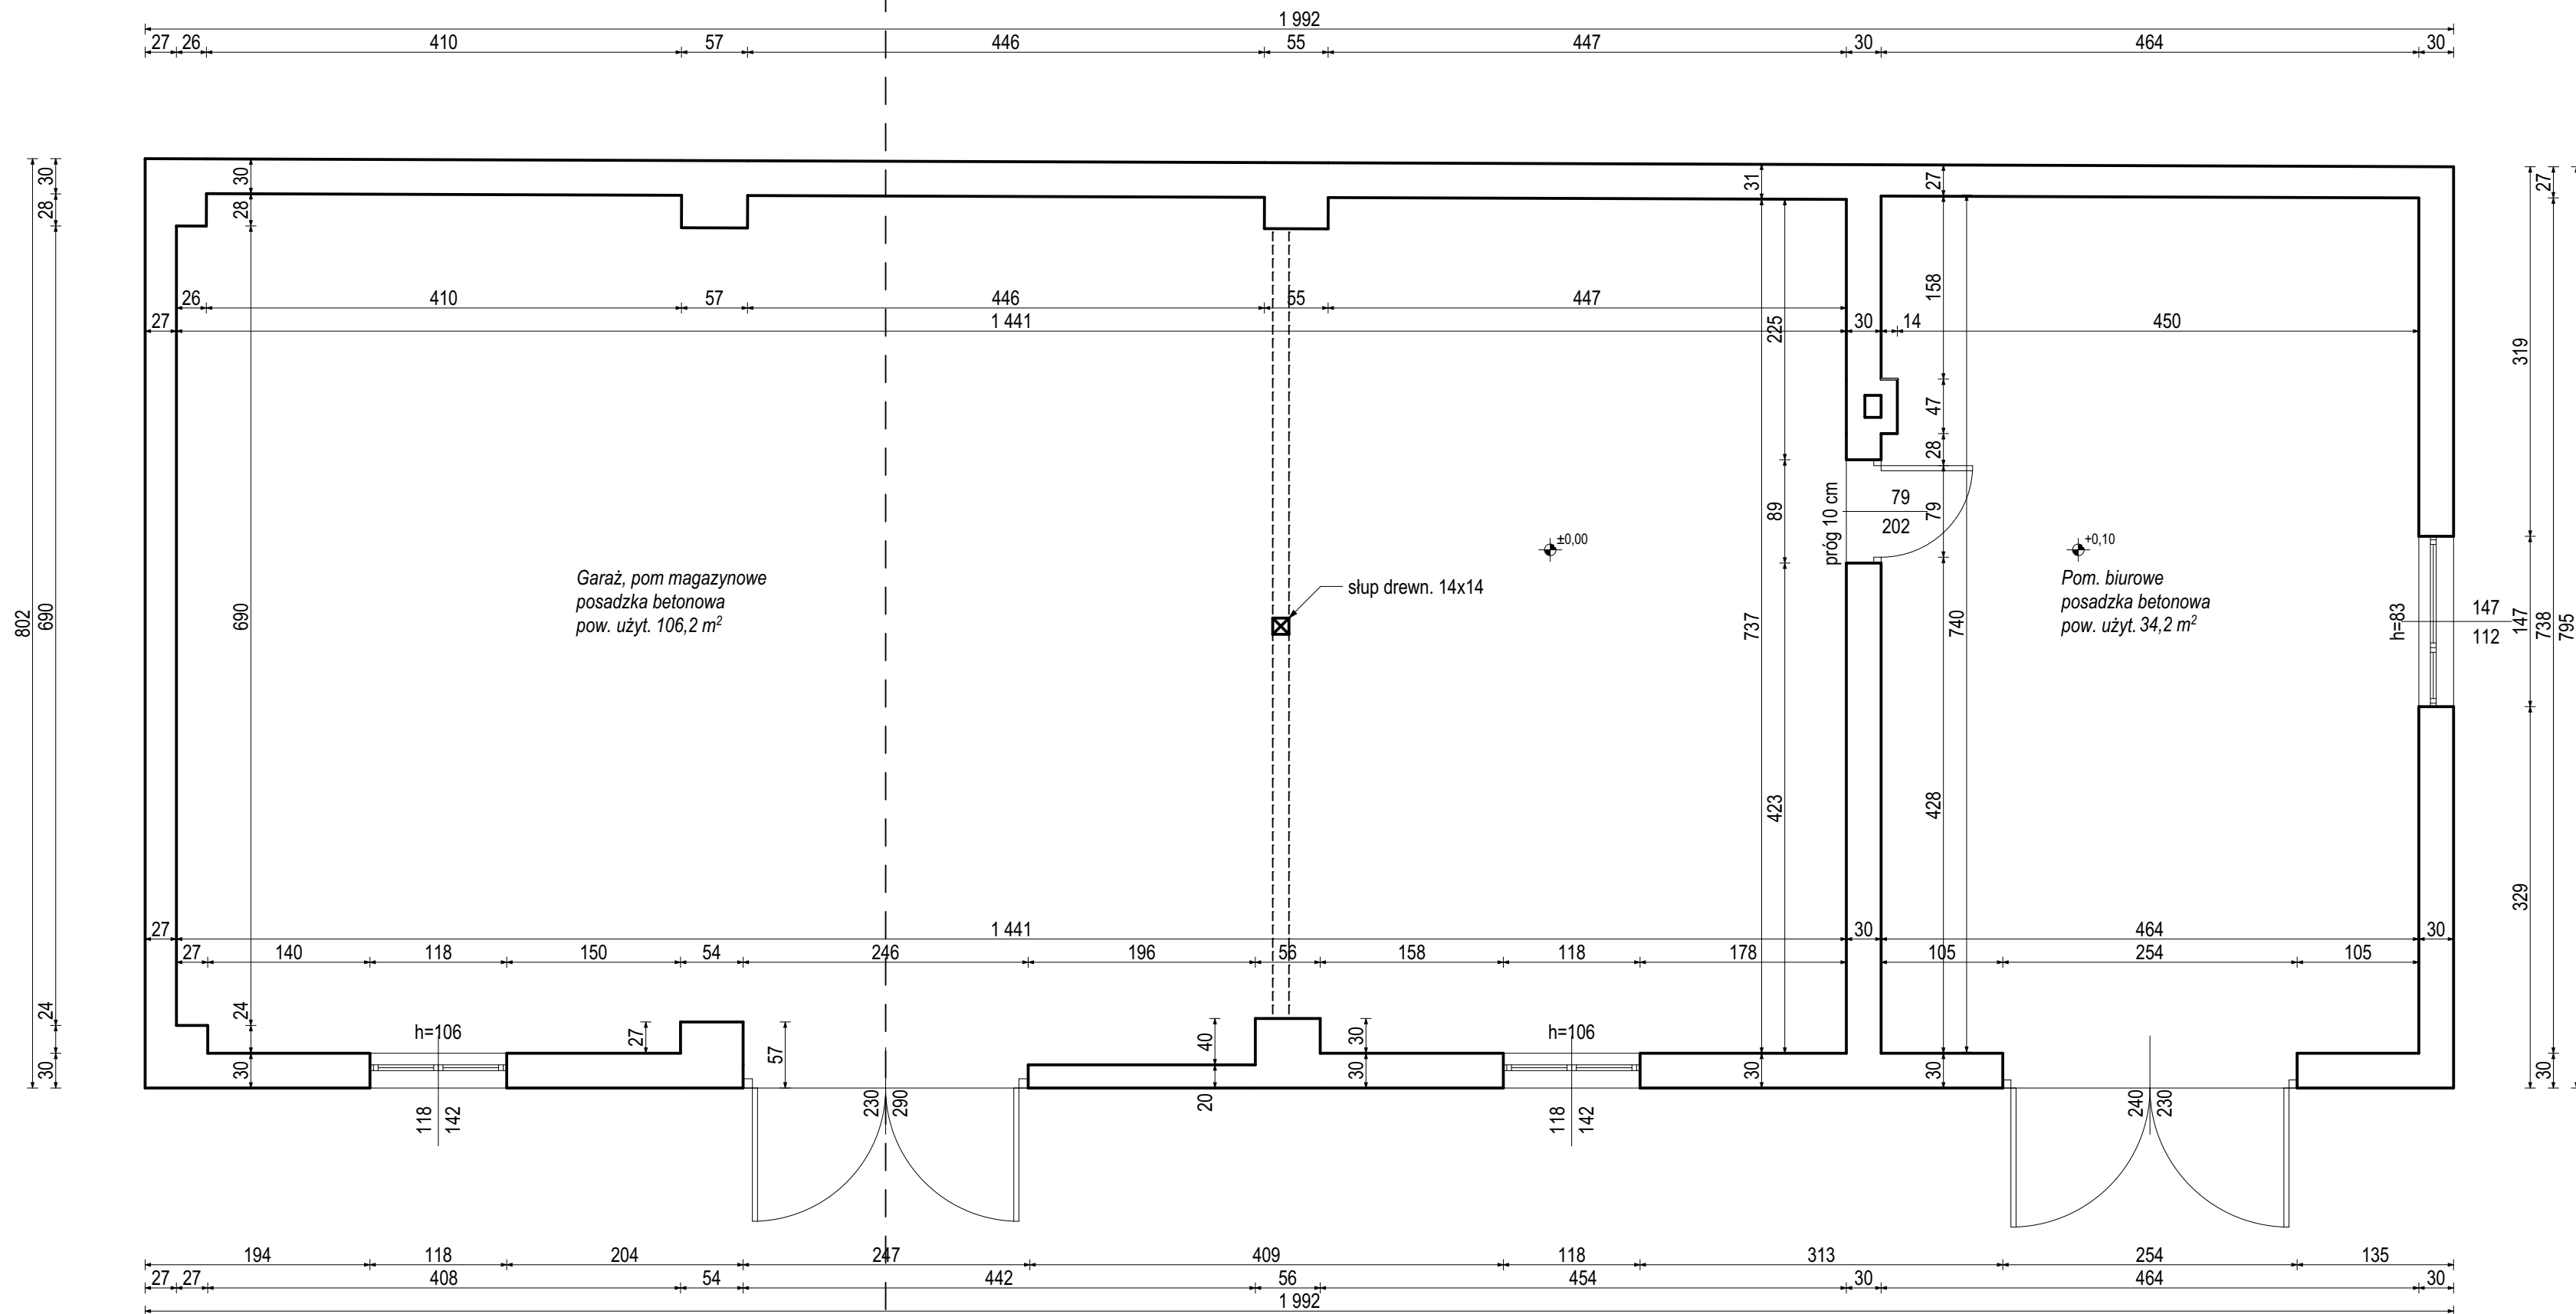 1 992
27 26 410 57 446 55 447 30 464 30
30 30 31 27 27
28 28
26 410 57 446 55 447 158
27 1 441 30 14 450
225 319
47
28
próg 10 cm 89 79 79
202
±0,00 +0,10
Garaż, pom magazynowe
posadzka betonowa
pow. użyt. 106,2 m²
słup drewn. 14x14
Pom. biurowe
posadzka betonowa
pow. użyt. 34,2 m²
802 690 690 737 740 h=83 147 147 738 795
112
423 428 329
27 1 441 30 464 30
27 140 118 150 54 246 196 56 158 118 178 105 254 105
24 24
h=106 27 57 40 30 h=106
30 30 20 30 30 30 30
118 142 230 290 118 142 240 230
194 118 204 247 409 118 313 254 135
27 27 408 54 442 56 454 30 464 30
1 992